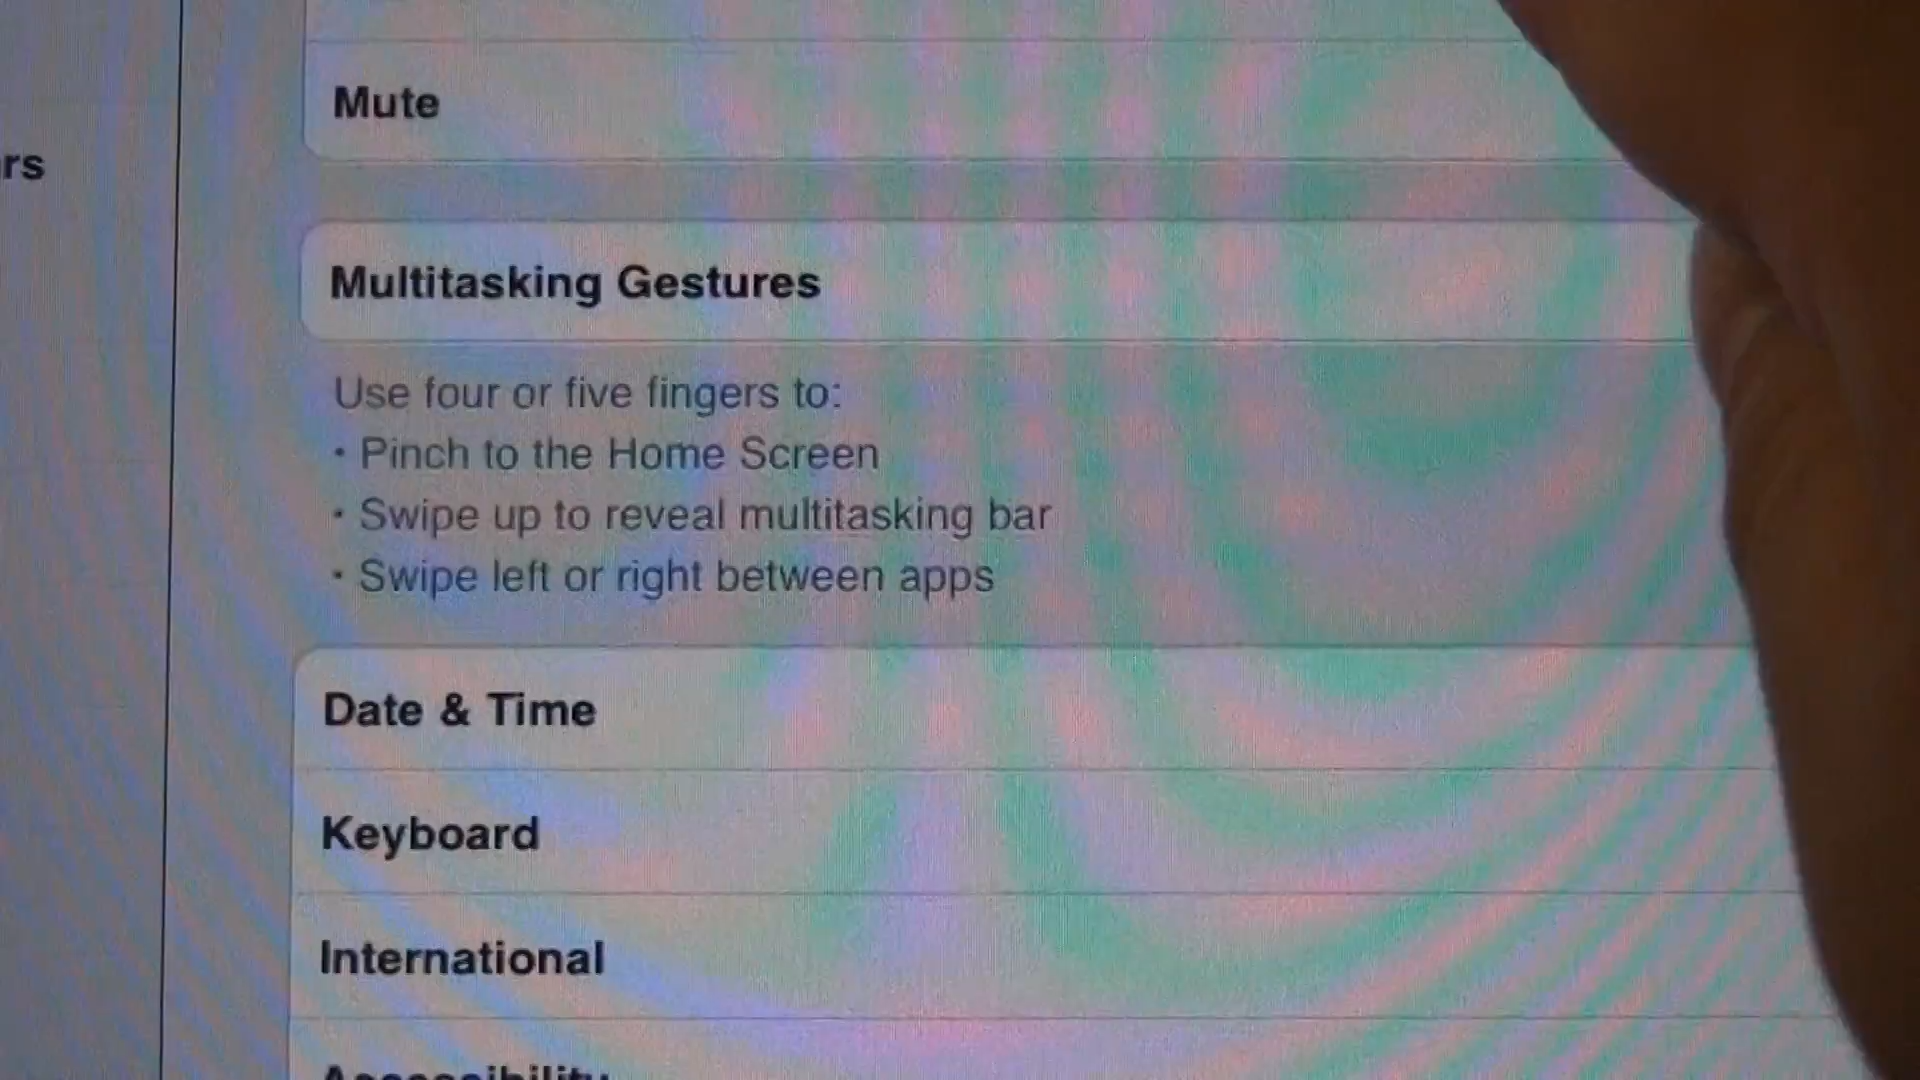 Mute
Multitasking Gestures
Use four or five fingers to:
• Pinch to the Home Screen
• Swipe up to reveal multitasking bar
• Swipe left or right between apps
Date & Time
Keyboard
International
Accessibility